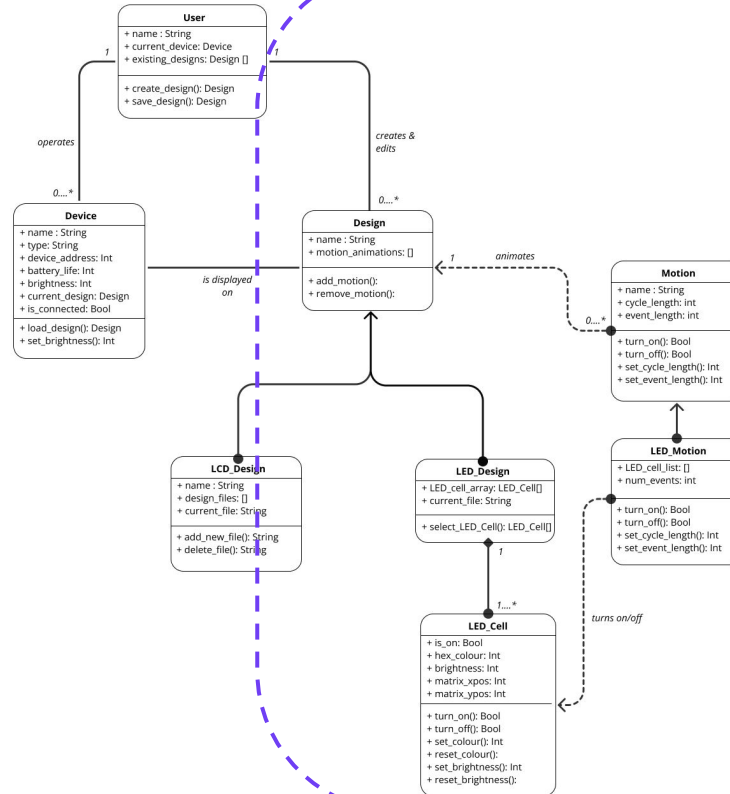 User
+ name : String
+ current_device: Device
+ existing_designs: Design []
+ create_design(): Design
+ save_design(): Design
1
1
operates
creates &
edits
0....*
0....*
Device
+ name : String
+ type: String
+ device_address: Int
+ battery_life: Int
+ brightness: Int
+ current_design: Design
+ is_connected: Bool
+ load_design(): Design
+ set_brightness(): Int
is displayed
on
Design
+ name : String
+ motion_animations: []
+ add_motion():
+ remove_motion():
1
animates
0....*
Motion
+ name : String
+ cycle_length: int
+ event_length: int
+ turn_on(): Bool
+ turn_off(): Bool
+ set_cycle_length(): Int
+ set_event_length(): Int
LCD_Design
+ name : String
+ design_files: []
+ current_file: String
+ add_new_file(): String
+ delete_file(): String
LED_Design
+ LED_cell_array: LED_Cell[]
+ current_file: String
+ select_LED_Cell(): LED_Cell[]
1
1....*
LED_Motion
+ LED_cell_list: []
+ num_events: int
+ turn_on(): Bool
+ turn_off(): Bool
+ set_cycle_length(): Int
+ set_event_length(): Int
turns on/off
LED_Cell
+ is_on: Bool
+ hex_colour: Int
+ brightness: Int
+ matrix_xpos: Int
+ matrix_ypos: Int
+ turn_on(): Bool
+ turn_off(): Bool
+ set_colour(): Int
+ reset_colour():
+ set_brightness(): Int
+ reset_brightness():